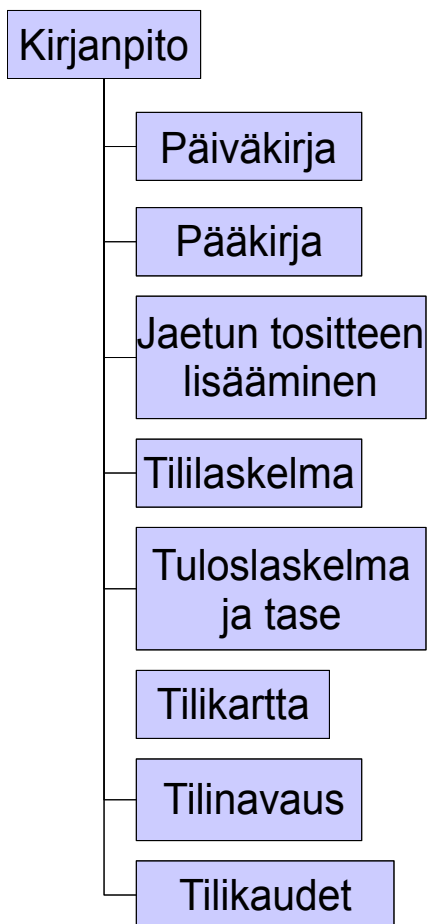 Kirjanpito
Päiväkirja
Pääkirja
Jaetun tositteen
lisääminen
Tililaskelma
Tuloslaskelma
ja tase
Tilikartta
Tilinavaus
Tilikaudet